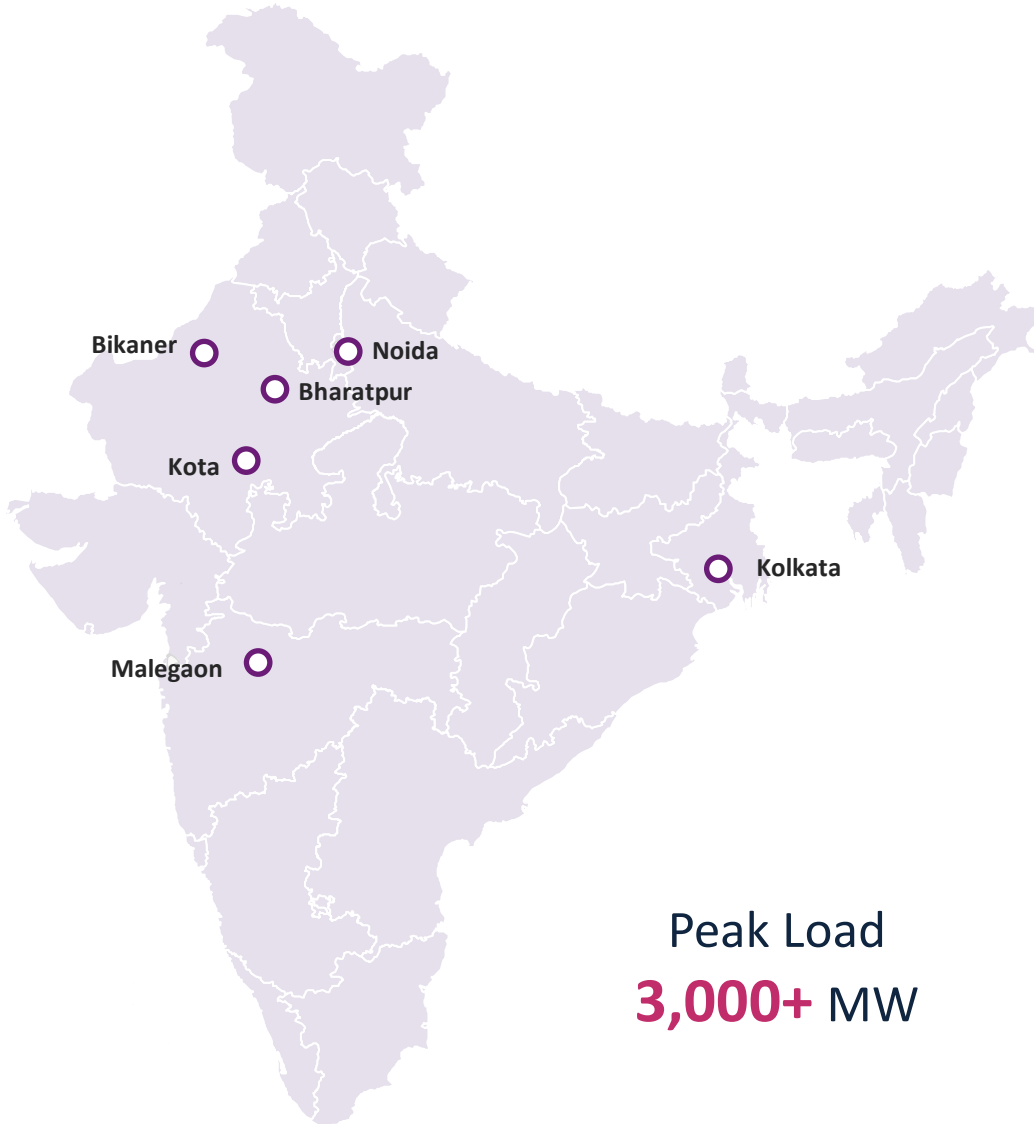 Bikaner
Noida
Bharatpur
Kota
Kolkata
Malegaon
Peak Load
3,000+ MW